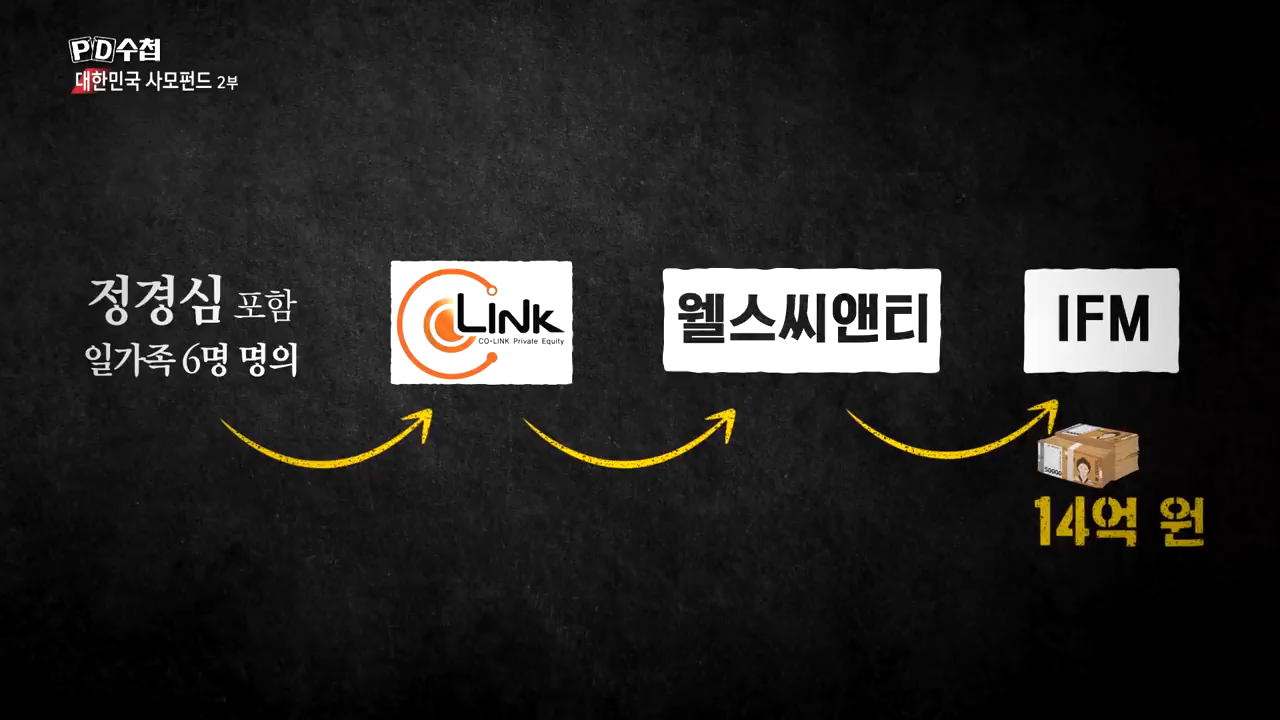 PD수첩
대한민국 사모펀드 2부
정경심 포함
일가족 6명 명의
CO LINK
CO-LINK Private Equity
웰스씨앤티
IFM
50000
14억 원